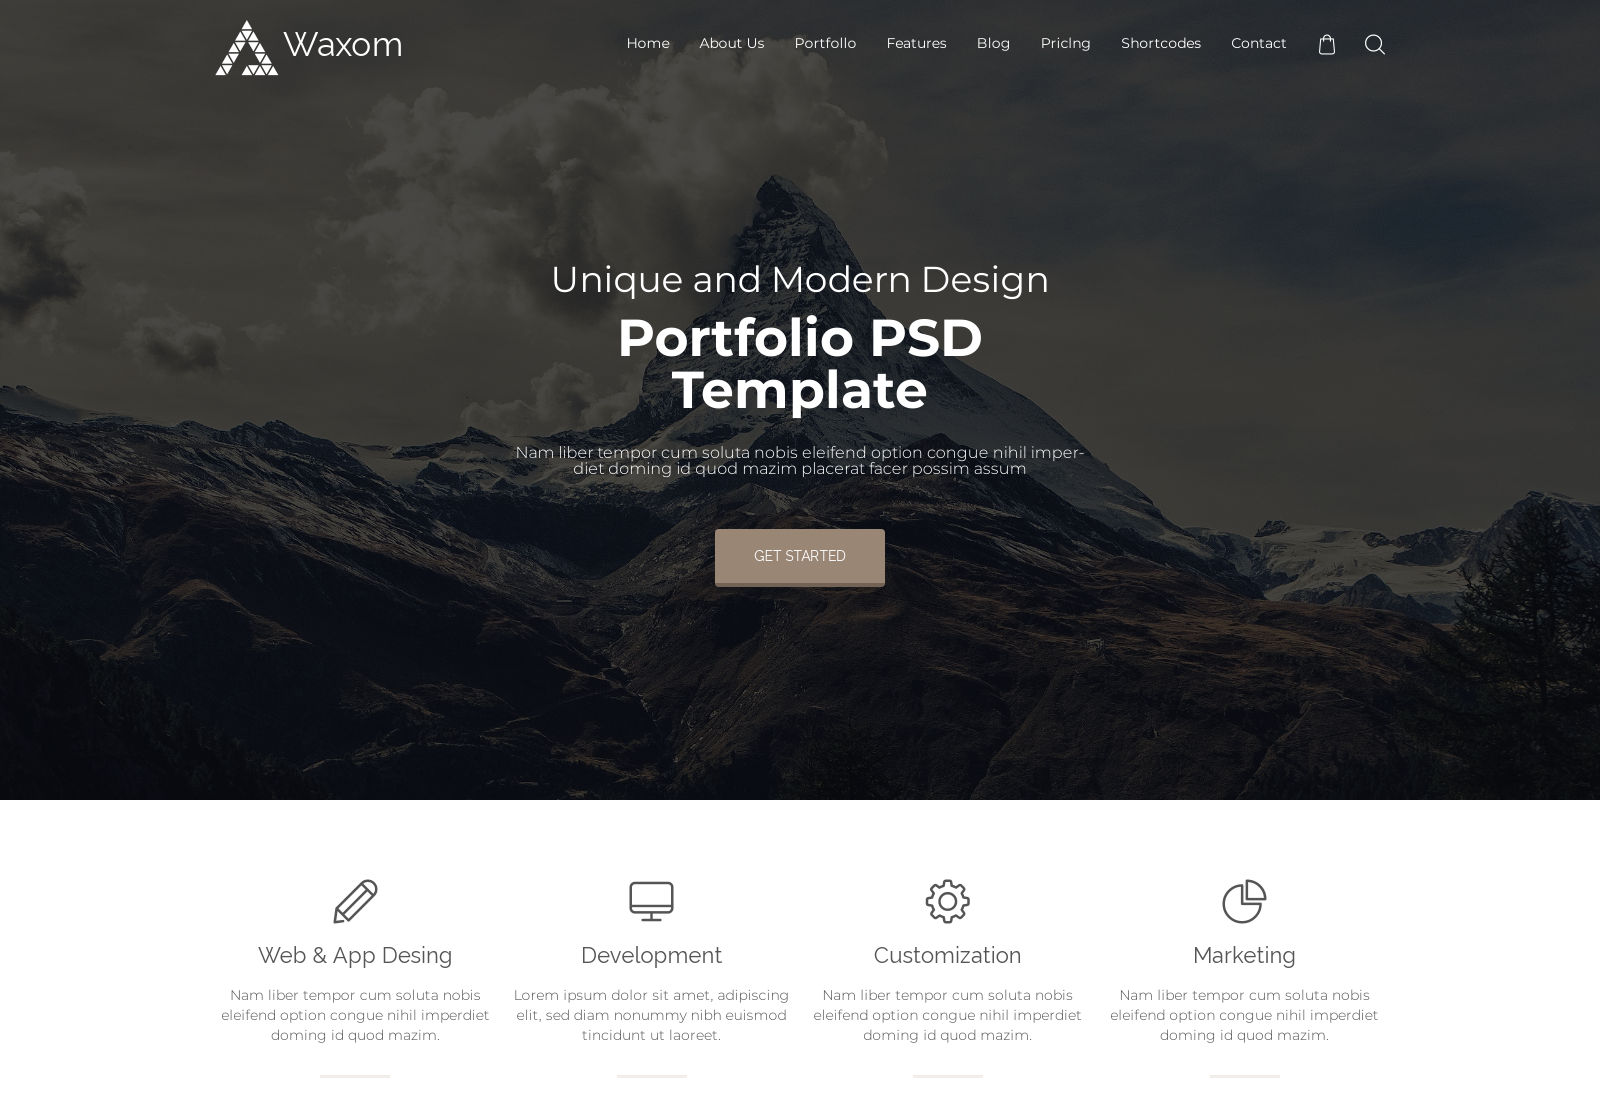 Waxom
Home About Us Portfollo Features Blog Priclng Shortcodes Contact
Unique and Modern Design
Portfolio PSD
Template
Nam liber tempor cum soluta nobis eleifend option congue nihil imper-
diet doming id quod mazim placerat facer possim assum
GET STARTED
Web & App Desing
Nam liber tempor cum soluta nobis
eleifend option congue nihil imperdiet
doming id quod mazim.
Development
Lorem ipsum dolor sit amet, adipiscing
elit, sed diam nonummy nibh euismod
tincidunt ut laoreet.
Customization
Nam liber tempor cum soluta nobis
eleifend option congue nihil imperdiet
doming id quod mazim.
Marketing
Nam liber tempor cum soluta nobis
eleifend option congue nihil imperdiet
doming id quod mazim.